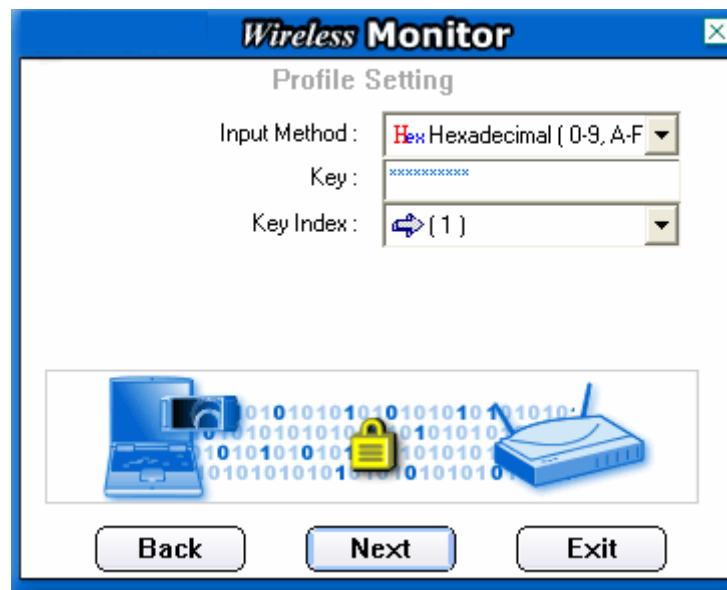 Wireless Monitor
Profile Setting
Input Method : Hex Hexadecimal ( 0-9, A-F
Key : **********
Key Index : ( 1 )
Back Next Exit